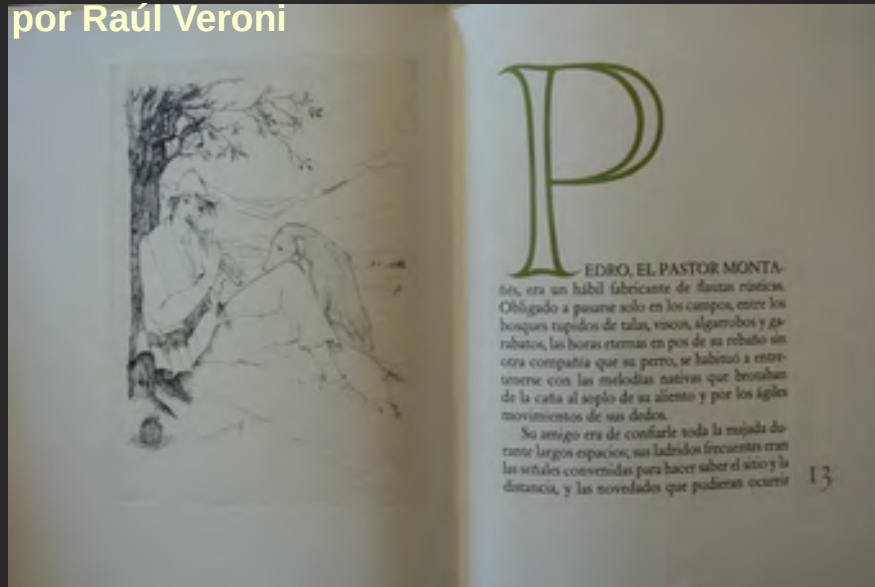 por Raúl Veroni
PEDRO, EL PASTOR MONTA-
ñés, era un hábil fabricante de flautas rústicas.
Obligado a pasarse solo en los campos, entre los
bosques tupidos de talas, viscos, algarrobos y ga-
rabatos, las horas eternas en pos de su rebaño sin
otra compañía que su perro, se habituó a entre-
tenerse con las melodías nativas que brotaban
de la caña al soplo de su aliento y por los ágiles
movimientos de sus dedos.
Su amigo era de confiarle toda la majada du-
rante largos espacios; sus ladridos frecuentes eran
las señales convenidas para hacer saber el sitio y la
distancia, y las novedades que pudieran ocurrir
13